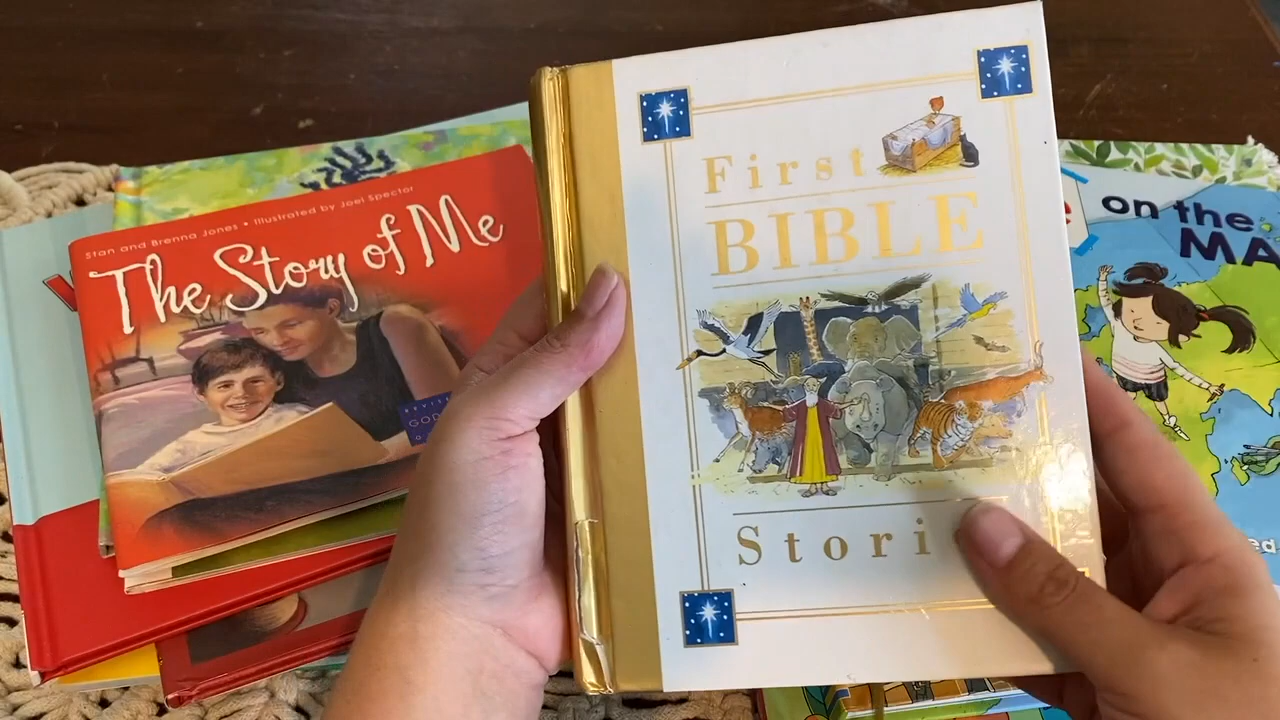 Stan and Brenna Jones • Illustrated by Joel Spector
The Story of Me
First
BIBLE
Stori
on the
MA